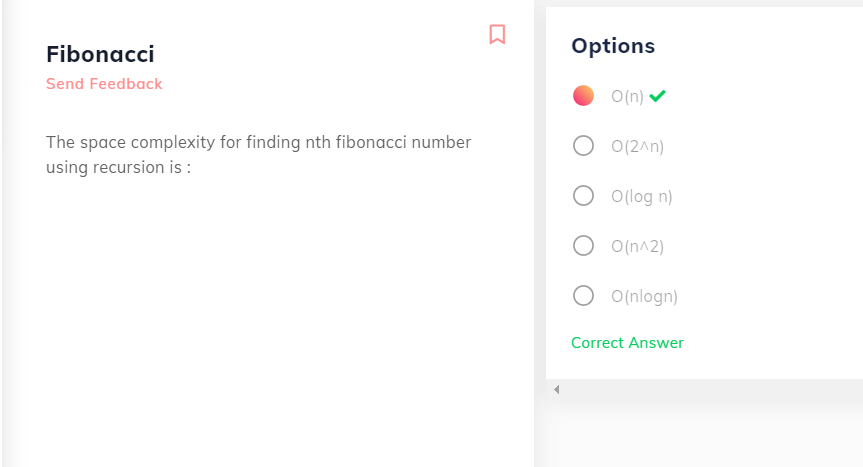 Fibonacci
Send Feedback
The space complexity for finding nth fibonacci number
using recursion is :
Options
O(n)
O(2^n)
O(log n)
O(n^2)
O(nlogn)
Correct Answer